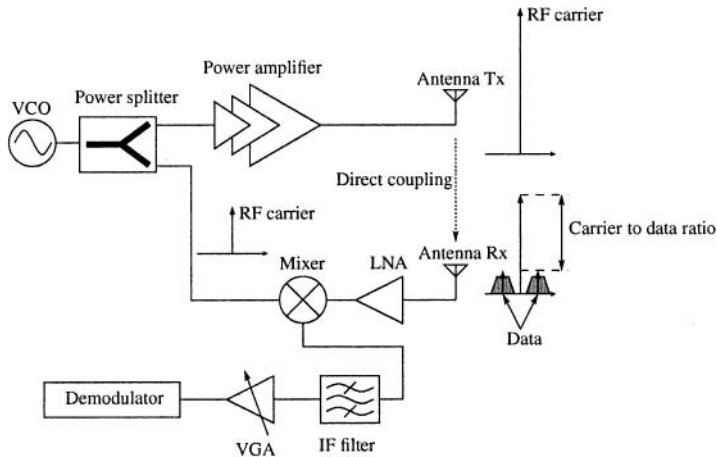 RF carrier
Power amplifier
Antenna Tx
Power splitter
VCO
Direct coupling
RF carrier
Carrier to data ratio
Antenna Rx
LNA
Mixer
Data
Demodulator
VGA
IF filter